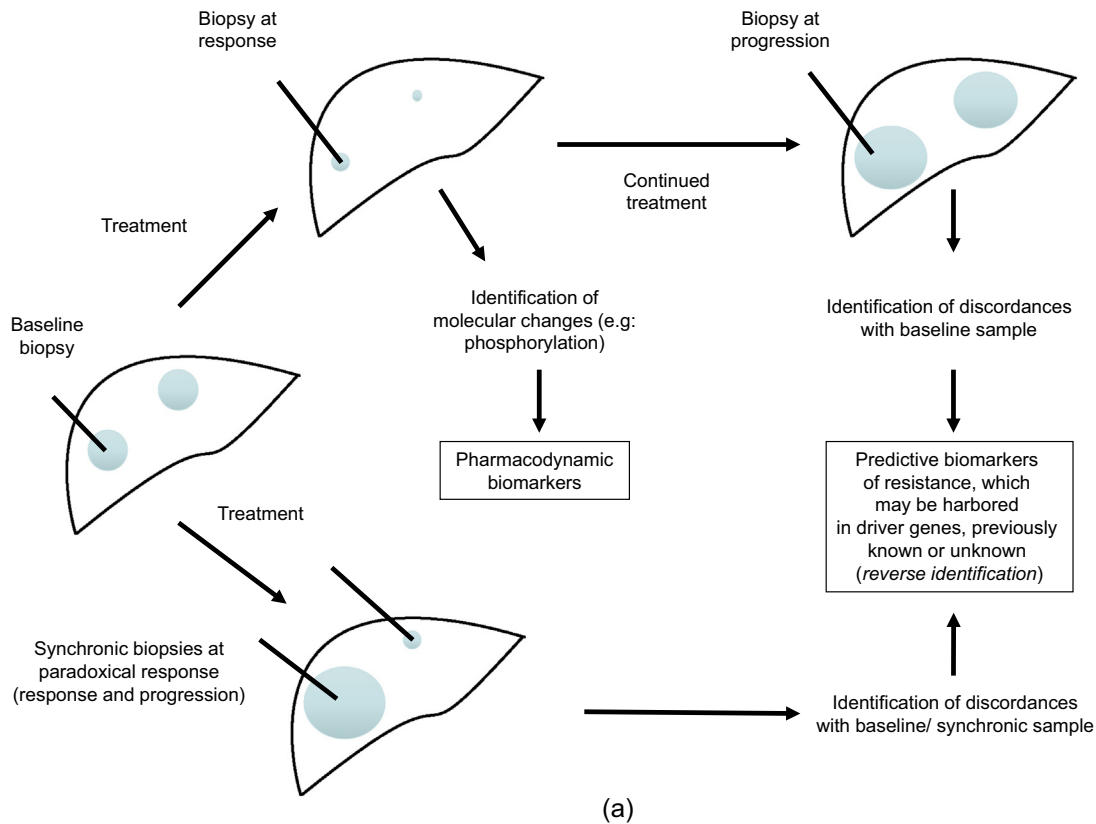 Biopsy at
response
Biopsy at
progression
Treatment
Continued
treatment
Baseline
biopsy
Identification of
molecular changes (e.g:
phosphorylation)
Identification of discordances
with baseline sample
Pharmacodynamic
biomarkers
Predictive biomarkers
of resistance, which
may be harbored
in driver genes, previously
known or unknown
(reverse identification)
Treatment
Synchronic biopsies at
paradoxical response
(response and progression)
Identification of discordances
with baseline/ synchronic sample
(a)